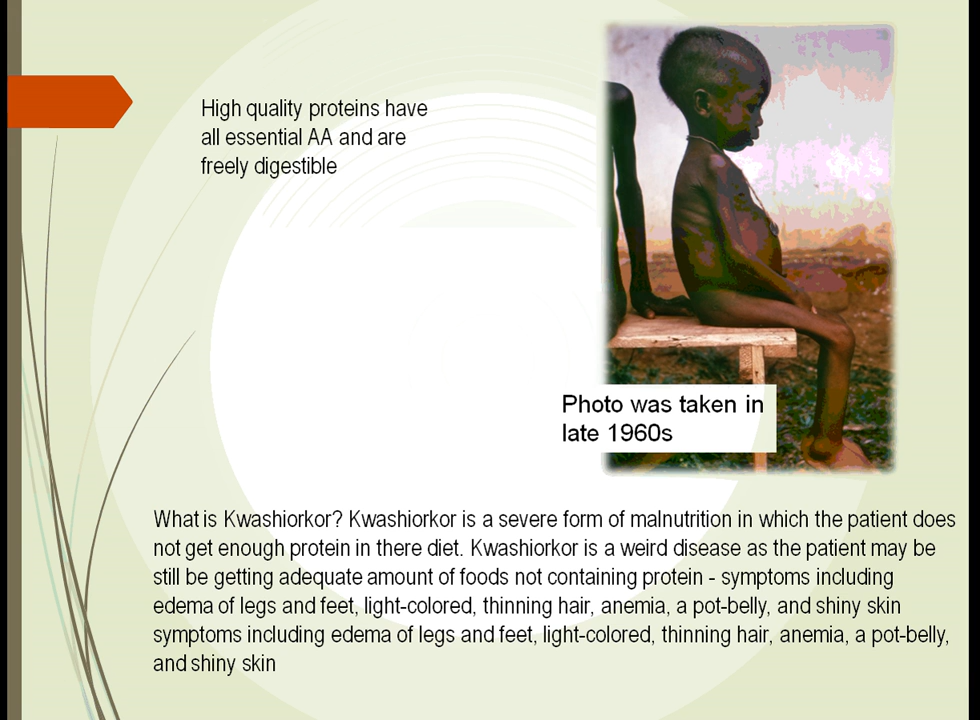 High quality proteins have
all essential AA and are
freely digestible
Photo was taken in
late 1960s
What is Kwashiorkor? Kwashiorkor is a severe form of malnutrition in which the patient does
not get enough protein in there diet. Kwashiorkor is a weird disease as the patient may be
still be getting adequate amount of foods not containing protein - symptoms including
edema of legs and feet, light-colored, thinning hair, anemia, a pot-belly, and shiny skin
symptoms including edema of legs and feet, light-colored, thinning hair, anemia, a pot-belly,
and shiny skin